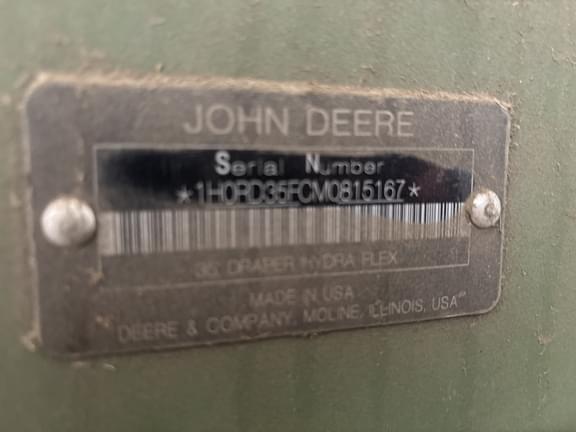 JOHN DEERE
Serial Number
*1H0RD35FCM0815167*
35' DRAPER HYDRA FLEX
MADE IN USA
DEERE & COMPANY, MOLINE, ILLINOIS, USA